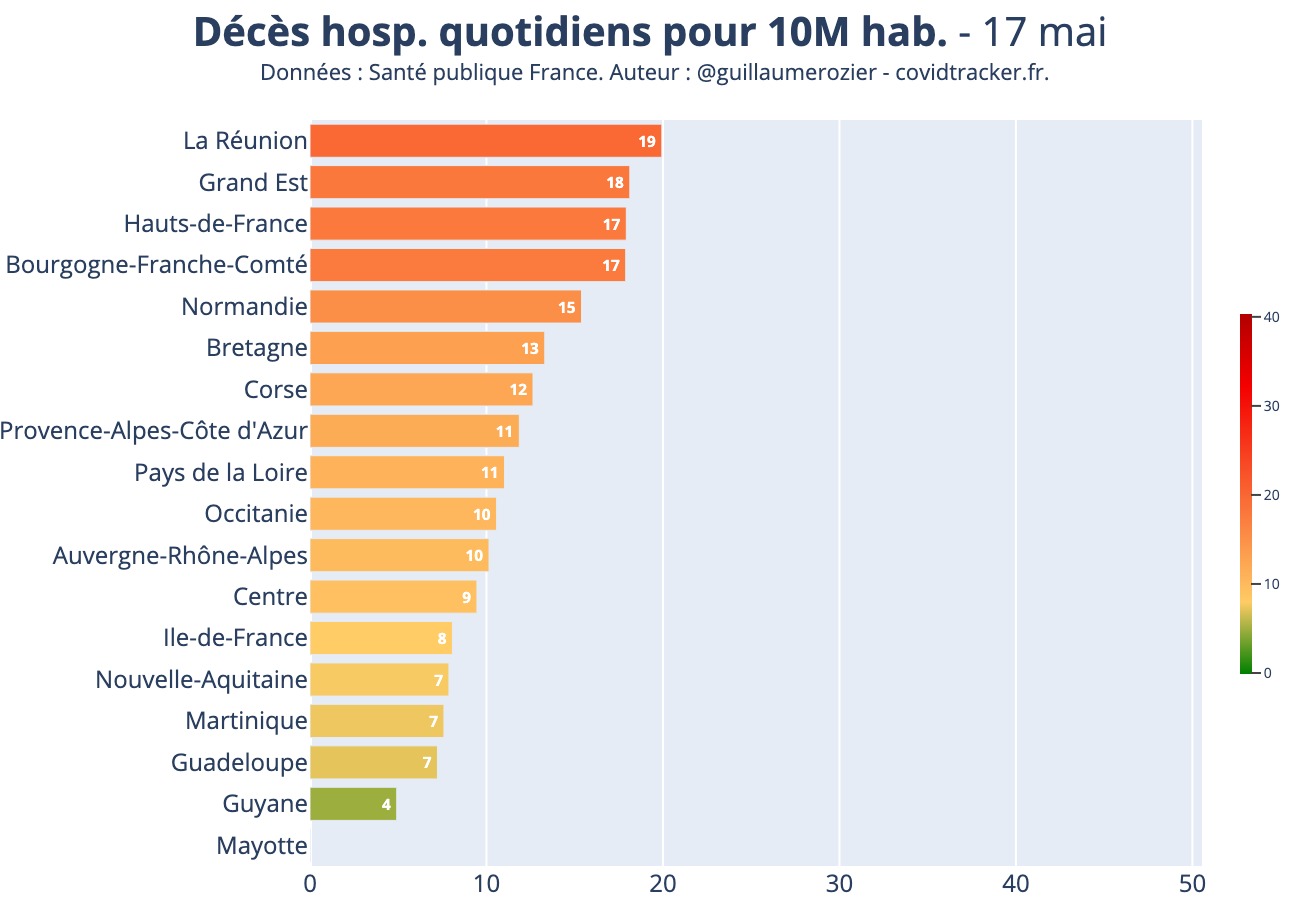 Décès hosp. quotidiens pour 10M hab. - 17 mai
Données : Santé publique France. Auteur : @guillaumerozier - covidtracker.fr.
La Réunion 19
Grand Est 18
Hauts-de-France 17
Bourgogne-Franche-Comté 17
Normandie 15
Bretagne 13
Corse 12
Provence-Alpes-Côte d'Azur 11
Pays de la Loire 11
Occitanie 10
Auvergne-Rhône-Alpes 10
Centre 9
Ile-de-France 8
Nouvelle-Aquitaine 7
Martinique 7
Guadeloupe 7
Guyane 4
Mayotte
0 10 20 30 40 50
40
30
20
10
0